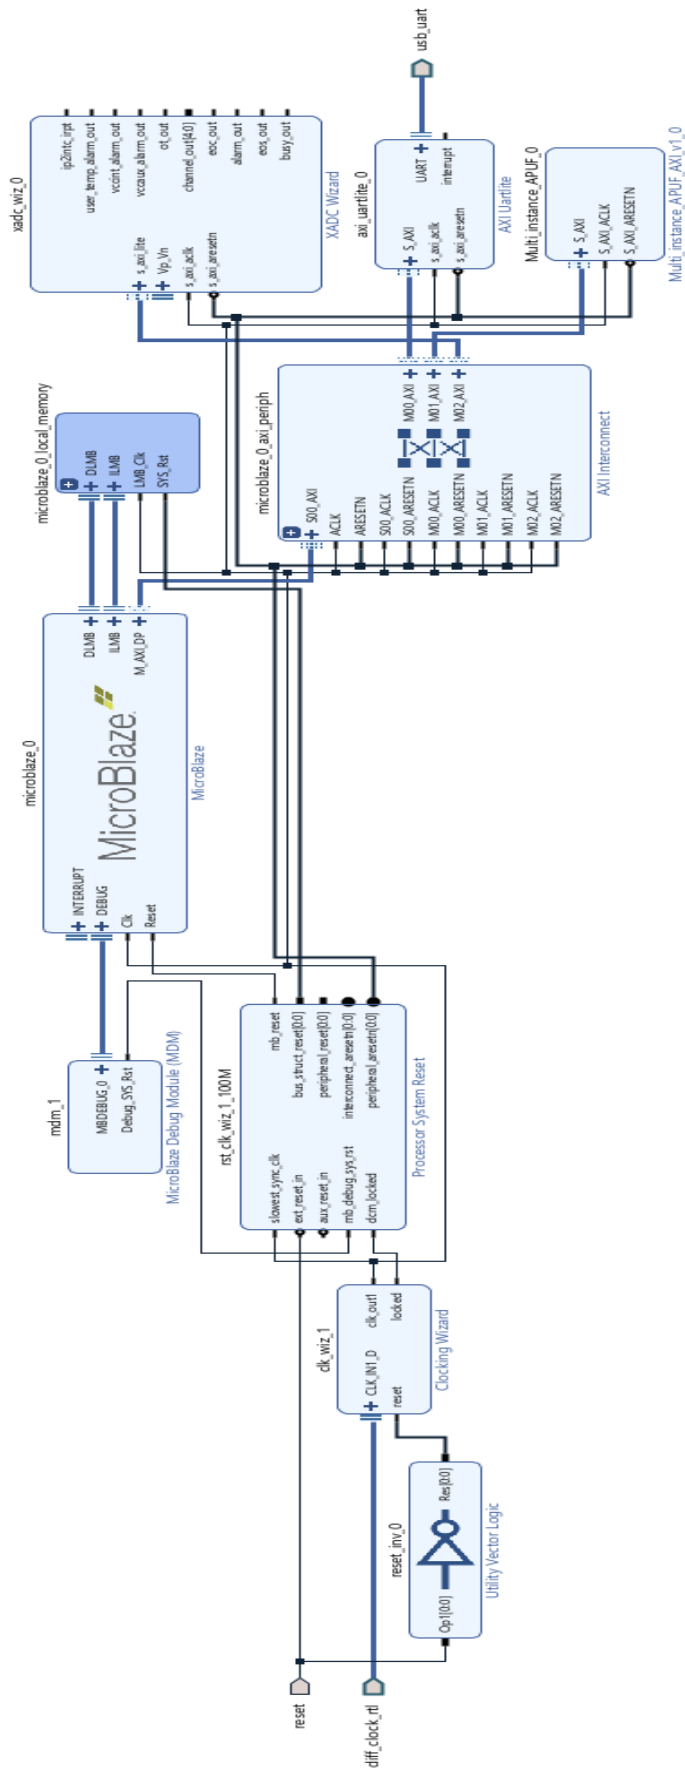 reset
diff_clock_rtl
reset_inv_0
Op1[0:0]
Res[0:0]
Utility Vector Logic
clk_wiz_1
CLK_IN1_D
reset
clk_out1
locked
Clocking Wizard
rst_clk_wiz_1_100M
slowest_sync_clk
ext_reset_in
aux_reset_in
mb_debug_sys_rst
dcm_locked
mb_reset
bus_struct_reset[0:0]
peripheral_reset[0:0]
interconnect_aresetn[0:0]
peripheral_aresetn[0:0]
Processor System Reset
mdm_1
MBDEBUG_0
Debug_SYS_Rst
MicroBlaze Debug Module (MDM)
microblaze_0
INTERRUPT
DEBUG
Clk
Reset
MicroBlaze
DLMB
ILMB
M_AXI_DP
MicroBlaze
microblaze_0_local_memory
DLMB
ILMB
LMB_Clk
SYS_Rst
microblaze_0_axi_periph
S00_AXI
ACLK
ARESETN
S00_ACLK
S00_ARESETN
M00_ACLK
M00_ARESETN
M01_ACLK
M01_ARESETN
M02_ACLK
M02_ARESETN
M00_AXI
M01_AXI
M02_AXI
AXI Interconnect
xadc_wiz_0
s_axi_lite
Vp_Vn
s_axi_aclk
s_axi_aresetn
ip2intc_irpt
user_temp_alarm_out
vccint_alarm_out
vccaux_alarm_out
ot_out
channel_out[4:0]
eoc_out
alarm_out
eos_out
busy_out
XADC Wizard
axi_uartlite_0
S_AXI
s_axi_aclk
s_axi_aresetn
UART
interrupt
AXI Uartlite
usb_uart
Multi_instance_APUF_0
S_AXI
S_AXI_ACLK
S_AXI_ARESETN
Multi_instance_APUF_AXI_v1_0